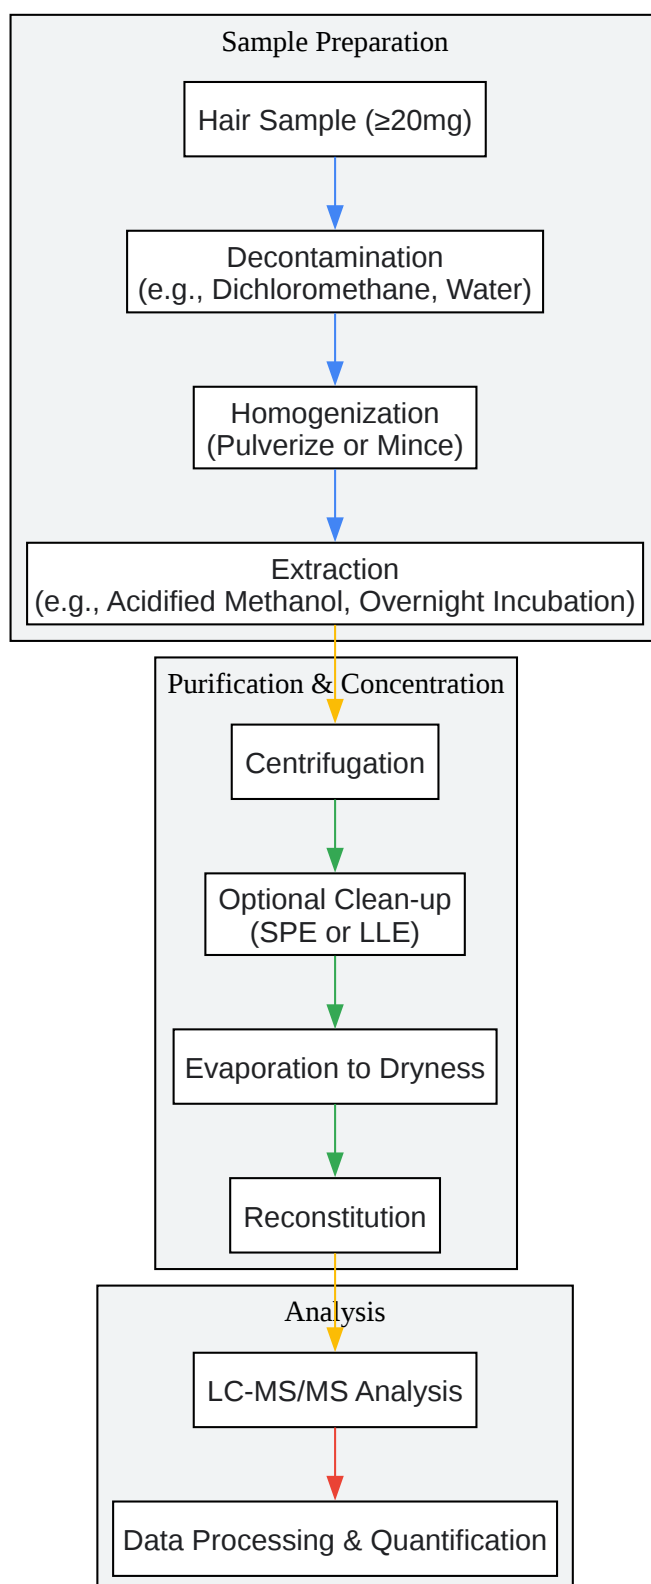 Sample Preparation
Hair Sample (≥20mg)
Decontamination
(e.g., Dichloromethane, Water)
Homogenization
(Pulverize or Mince)
Extraction
(e.g., Acidified Methanol, Overnight Incubation)
Purification & Concentration
Centrifugation
Optional Clean-up
(SPE or LLE)
Evaporation to Dryness
Reconstitution
Analysis
LC-MS/MS Analysis
Data Processing & Quantification